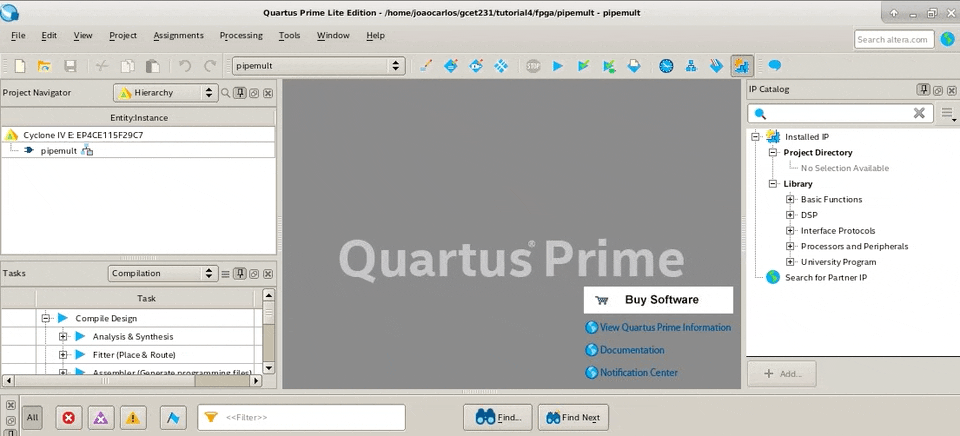 Quartus Prime Lite Edition - /home/joaocarlos/gcet231/tutorial4/fpga/pipemult - pipemult
File Edit View Project Assignments Processing Tools Window Help
Search altera.com
pipemult
Project Navigator
Hierarchy
Entity:Instance
Cyclone IV E: EP4CE115F29C7
pipemult
Tasks
Compilation
Task
Compile Design
Analysis & Synthesis
Fitter (Place & Route)
Assembler (Generate programming files)
Quartus® Prime
Buy Software
View Quartus Prime Information
Documentation
Notification Center
IP Catalog
Installed IP
Project Directory
No Selection Available
Library
Basic Functions
DSP
Interface Protocols
Processors and Peripherals
University Program
Search for Partner IP
+ Add...
All
<<Filter>>
Find...
Find Next